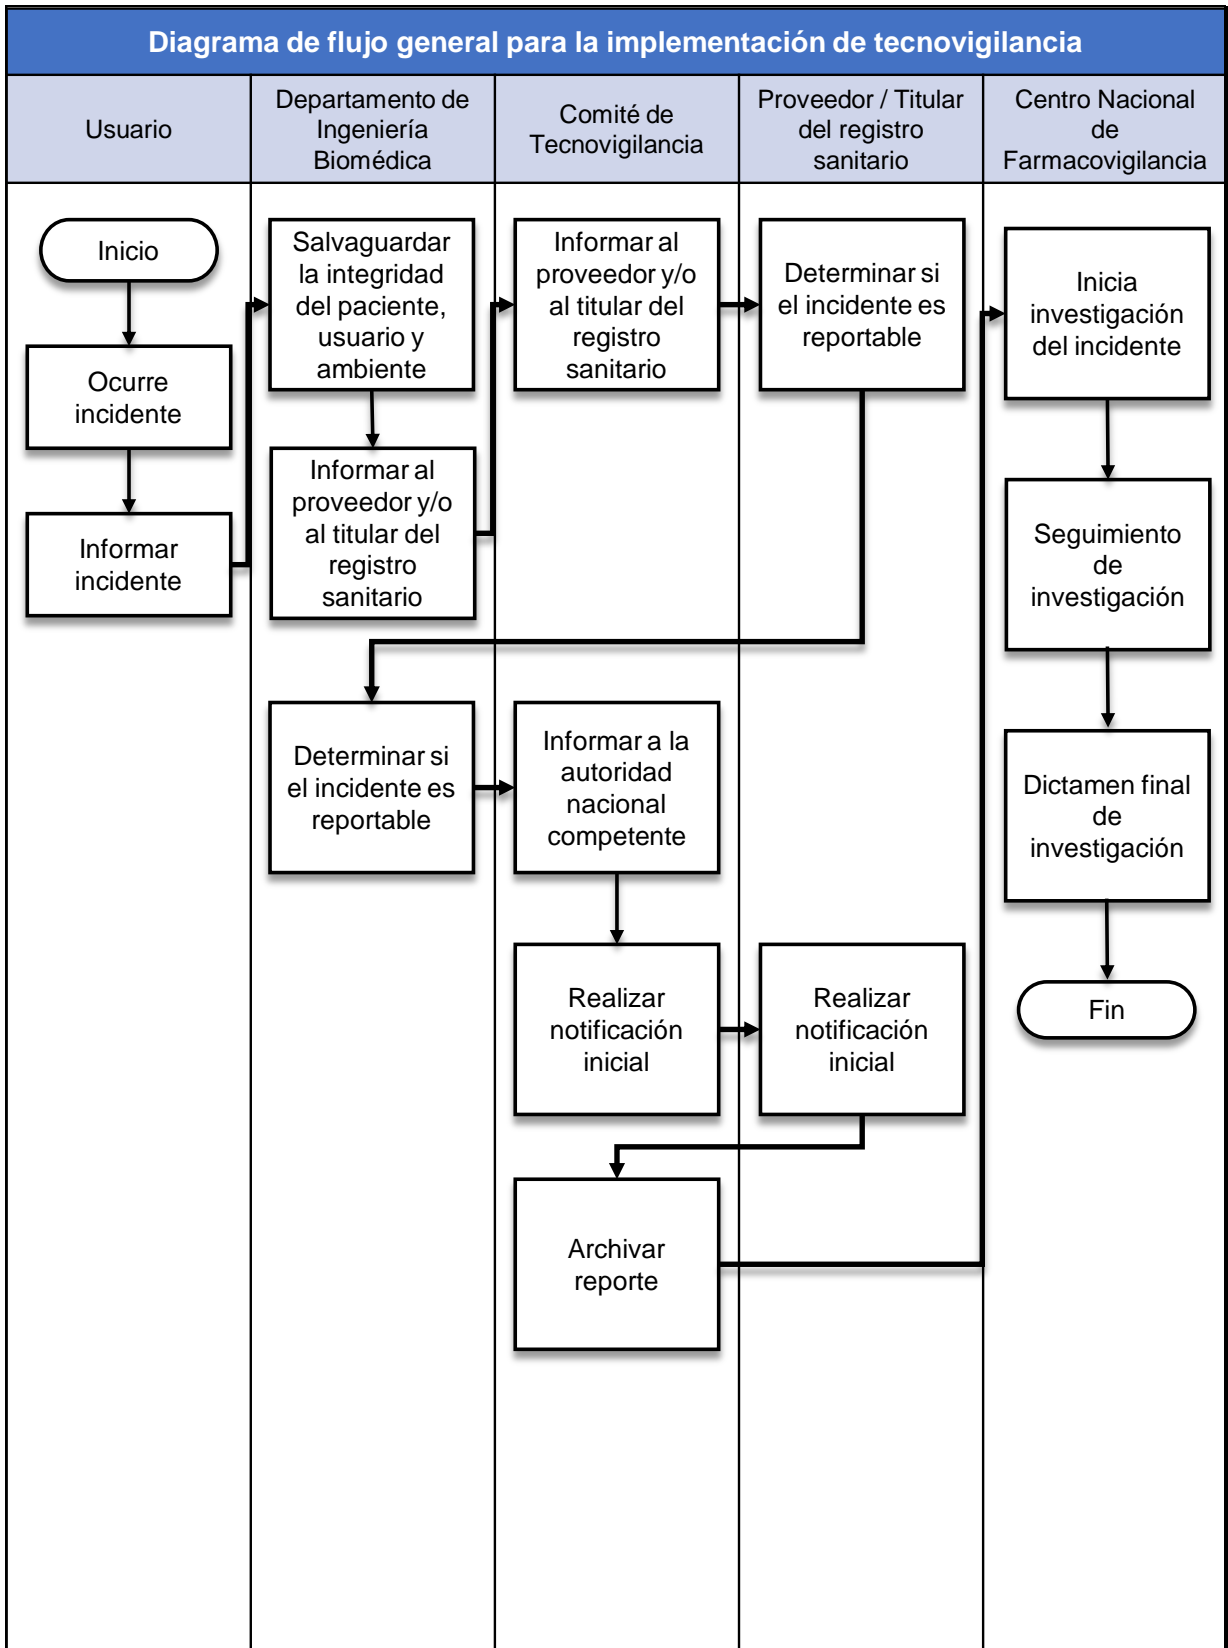 Diagrama de flujo general para la implementación de tecnovigilancia
Usuario
Departamento de
Ingeniería
Biomédica
Comité de
Tecnovigilancia
Proveedor / Titular
del registro
sanitario
Centro Nacional
de
Farmacovigilancia
Inicio
Ocurre
incidente
Informar
incidente
Salvaguardar
la integridad
del paciente,
usuario y
ambiente
Informar al
proveedor y/o
al titular del
registro
sanitario
Informar al
proveedor y/o
al titular del
registro
sanitario
Determinar si
el incidente es
reportable
Determinar si
el incidente es
reportable
Informar a la
autoridad
nacional
competente
Realizar
notificación
inicial
Realizar
notificación
inicial
Archivar
reporte
Inicia
investigación
del incidente
Seguimiento
de
investigación
Dictamen final
de
investigación
Fin